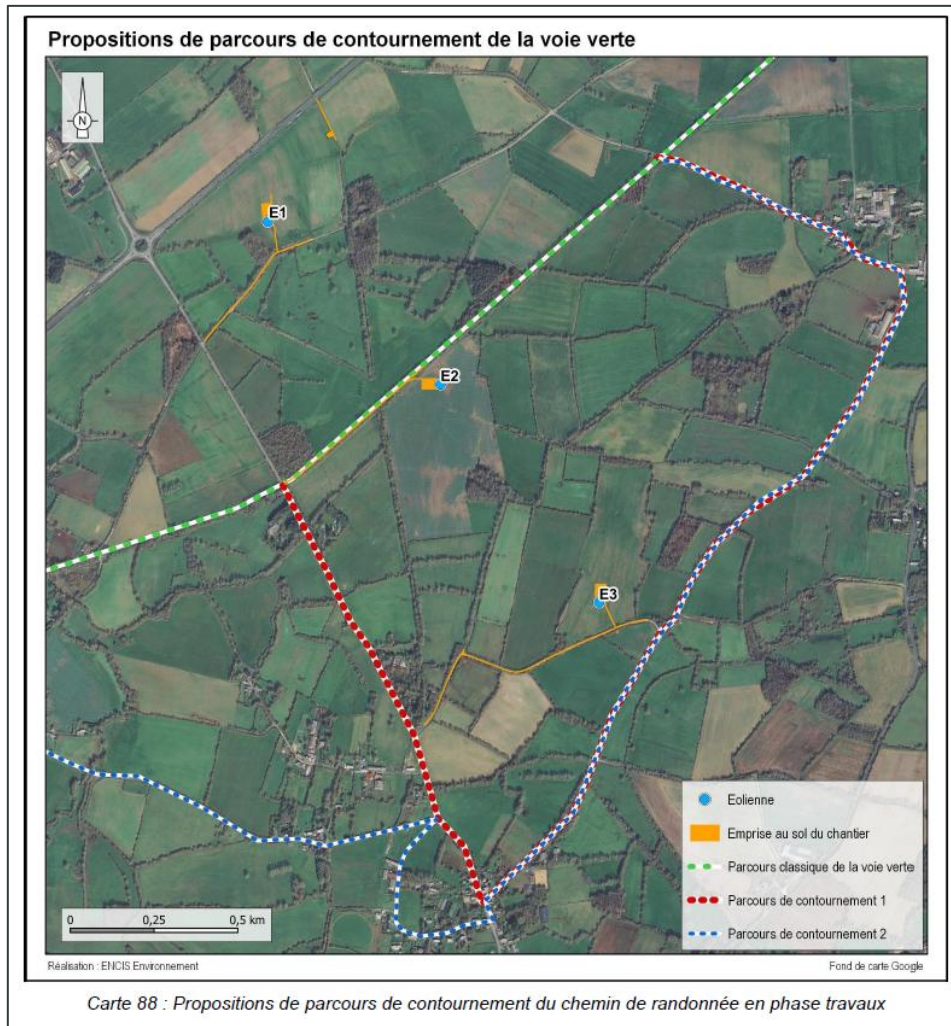 Propositions de parcours de contournement de la voie verte
N
E1
E2
E3
Eolienne
Emprise au sol du chantier
Parcours classique de la voie verte
Parcours de contournement 1
Parcours de contournement 2
0 0,25 0,5 km
Réalisation : ENCIS Environnement Fond de carte Google
Carte 88 : Propositions de parcours de contournement du chemin de randonnée en phase travaux